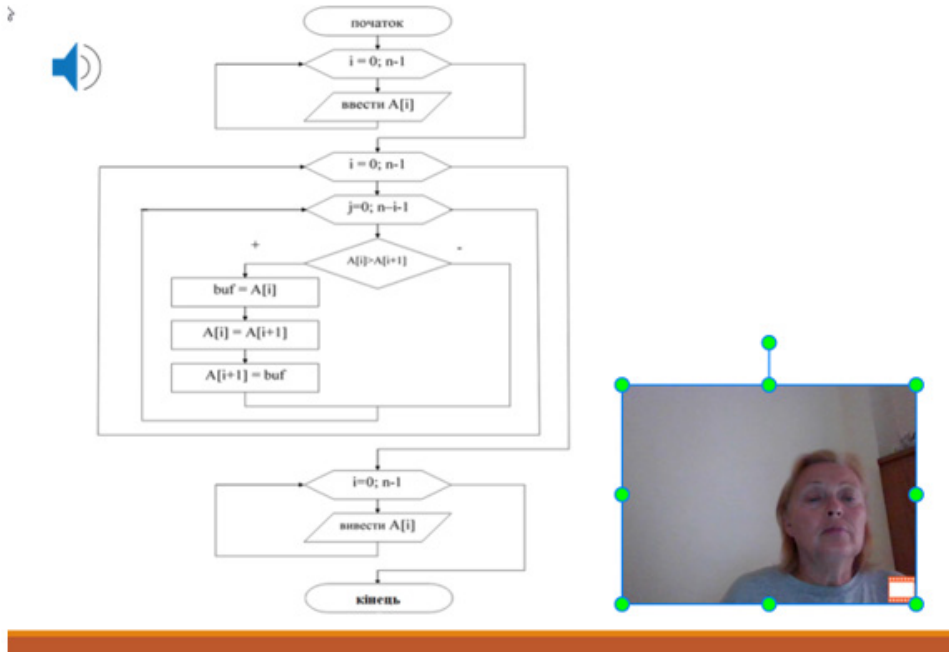 початок
i = 0; n-1
ввести A[i]
i = 0; n-1
j=0; n–i-1
+
-
A[i]>A[i+1]
buf = A[i]
A[i] = A[i+1]
A[i+1] = buf
i=0; n-1
вивести A[i]
кінець